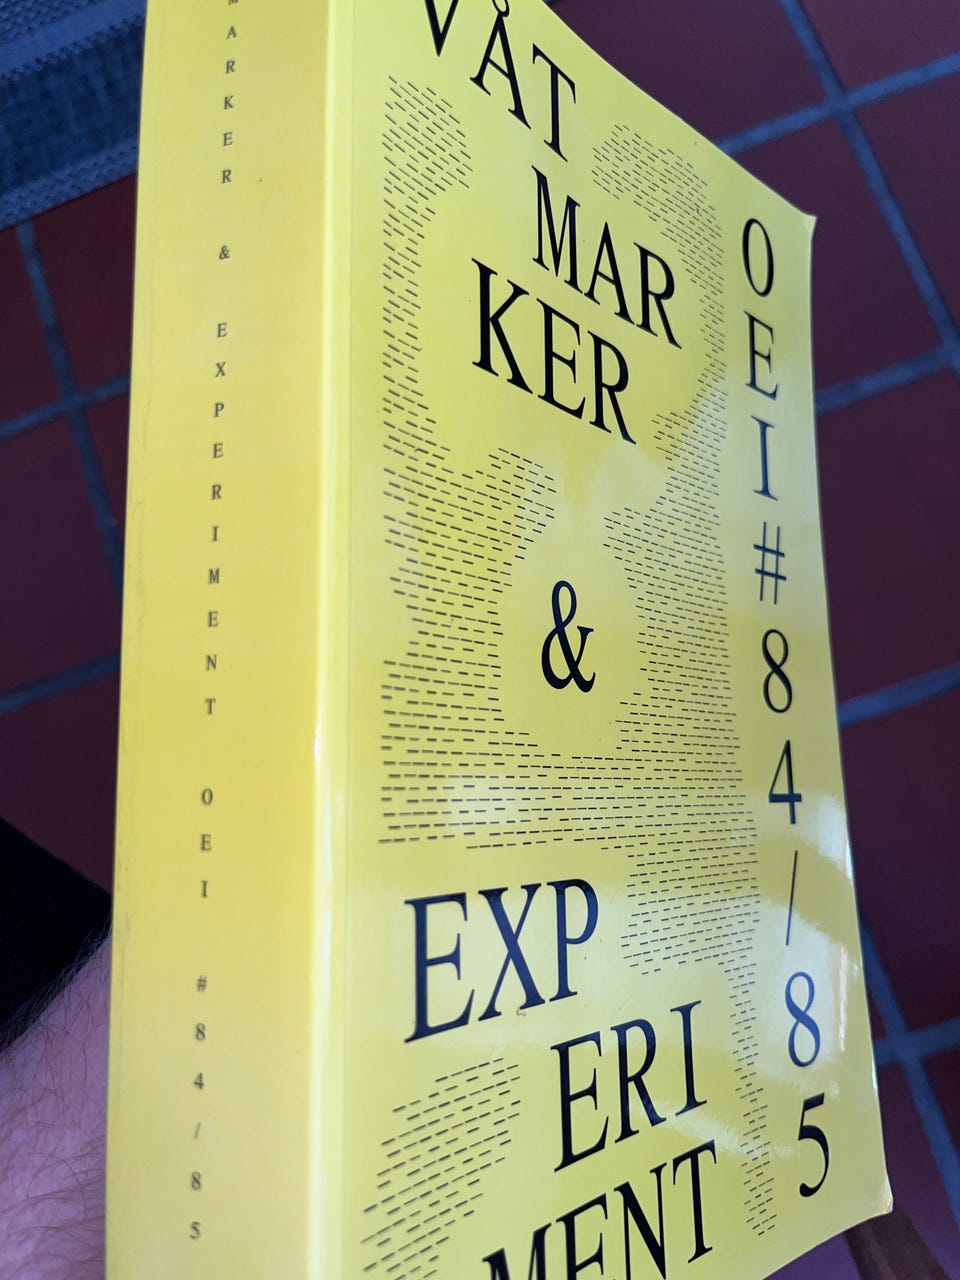 MARKER & EXPERIMENT OEI #84/85
VÅT
MAR
KER
&
EXP
ERI
MENT
OEI#84/85